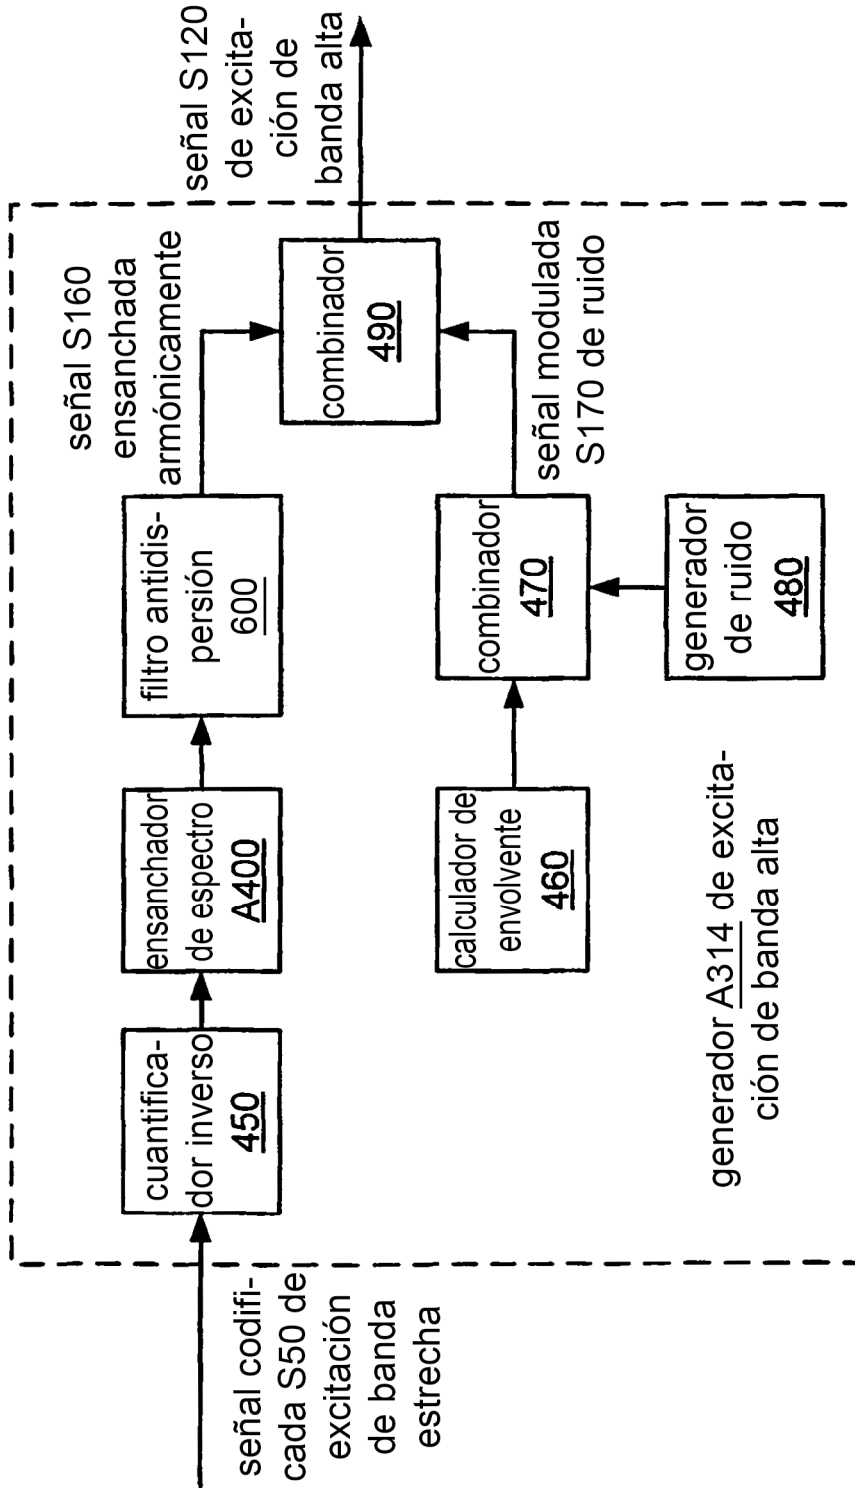 señal codifi-
cada S50 de
excitación
de banda
estrecha
cuantifica-
dor inverso
450
ensanchador
de espectro
A400
filtro antidis-
persión
600
señal S160
ensanchada
armónicamente
combinador
490
señal S120
de excita-
ción de
banda alta
calculador de
envolvente
460
combinador
470
señal modulada
S170 de ruido
generador
de ruido
480
generador A314 de excita-
ción de banda alta